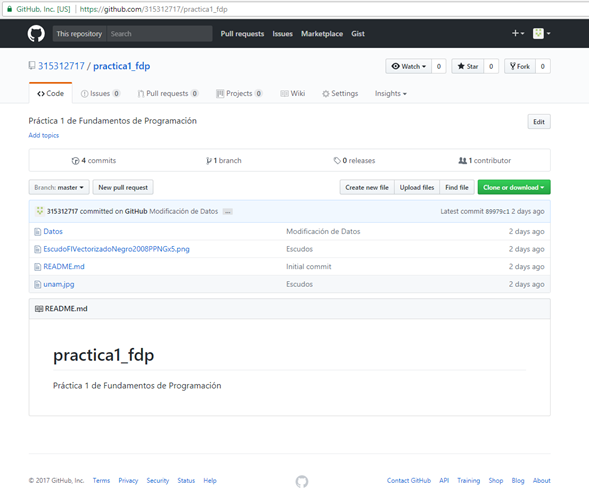 GitHub, Inc. [US] https://github.com/315312717/practica1_fdp
This repository Search Pull requests Issues Marketplace Gist
315312717 / practica1_fdp Watch 0 Star 0 Fork 0
Code Issues 0 Pull requests 0 Projects 0 Wiki Settings Insights
Práctica 1 de Fundamentos de Programación Edit
Add topics
4 commits 1 branch 0 releases 1 contributor
Branch: master New pull request Create new file Upload files Find file Clone or download
315312717 committed on GitHub Modificación de Datos ... Latest commit 89979c1 2 days ago
Datos Modificación de Datos 2 days ago
EscudoFIVectorizadoNegro2008PPNGx5.png Escudos 2 days ago
README.md Initial commit 2 days ago
unam.jpg Escudos 2 days ago
README.md
practica1_fdp
Práctica 1 de Fundamentos de Programación
© 2017 GitHub, Inc. Terms Privacy Security Status Help Contact GitHub API Training Shop Blog About